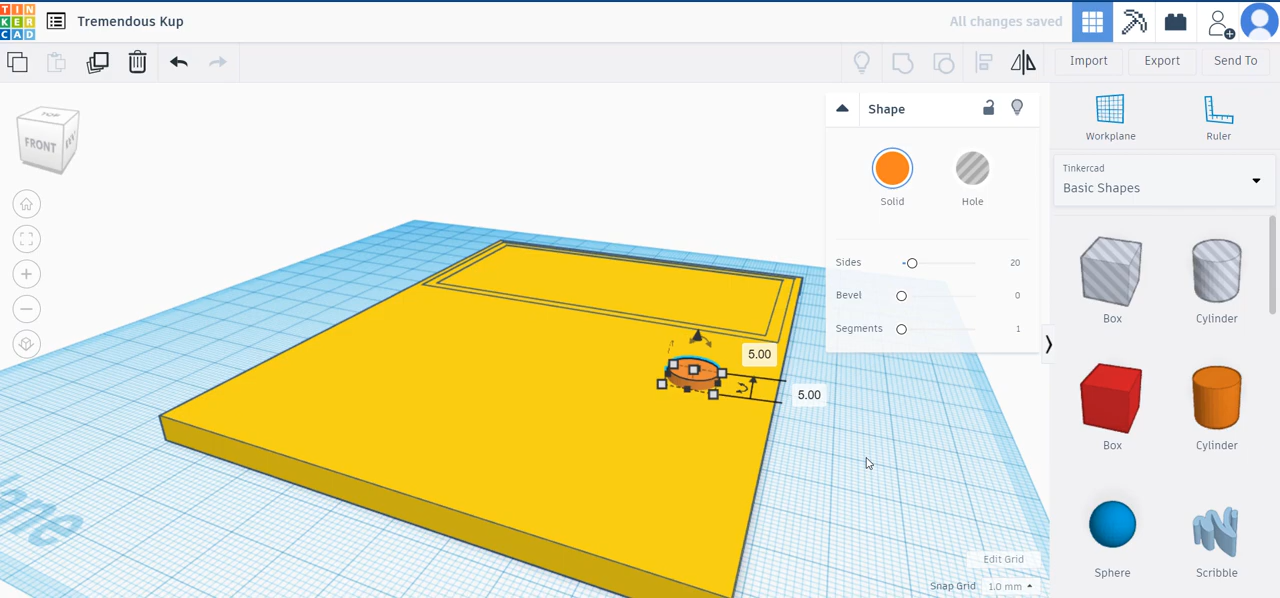 TIN
KER
CAD
Tremendous Kup
All changes saved
Import
Export
Send To
TOP
FRONT
Shape
Solid
Hole
Sides
20
Bevel
0
Segments
1
Workplane
Ruler
Tinkercad
Basic Shapes
Box
Cylinder
Box
Cylinder
Sphere
Scribble
5.00
5.00
Edit Grid
Snap Grid
1.0 mm